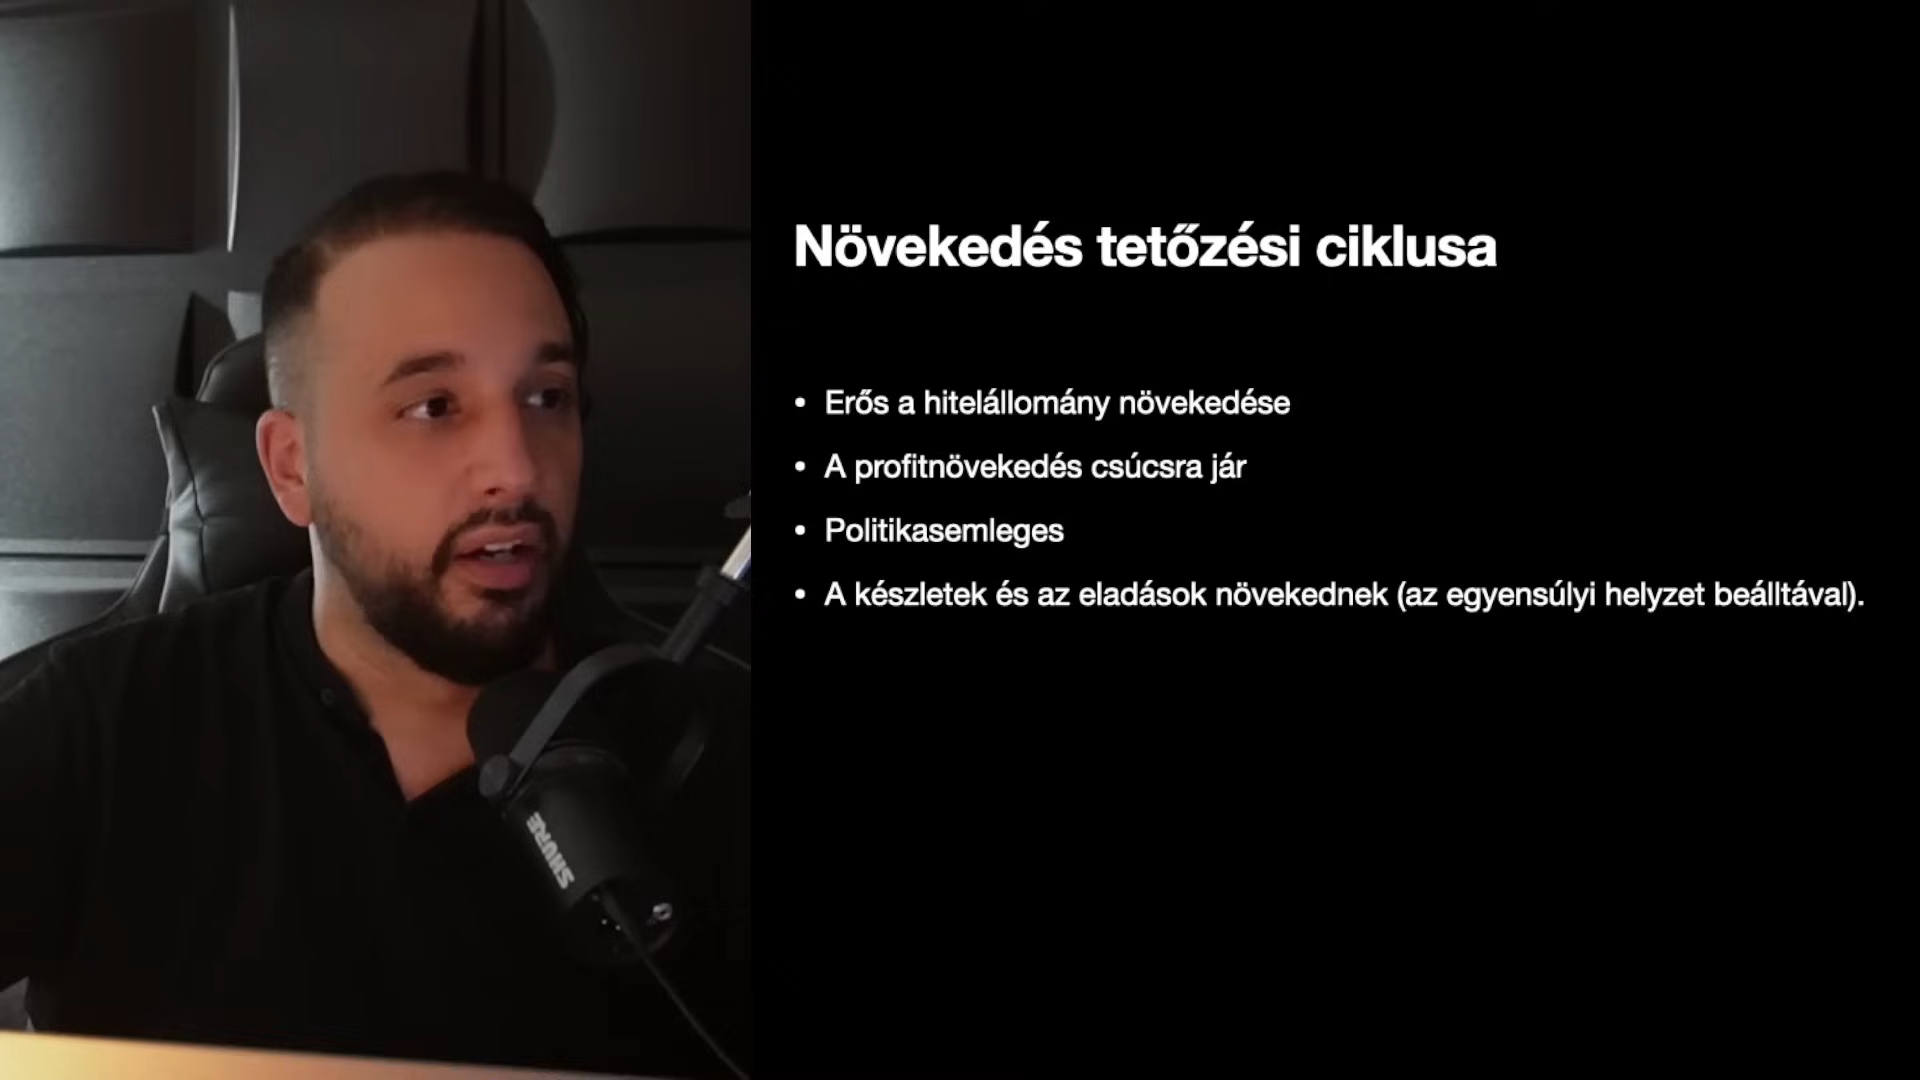 Növekedés tetőzési ciklusa
• Erős a hitelállomány növekedése
• A profitnövekedés csúcsra jár
• Politikasemleges
• A készletek és az eladások növekednek (az egyensúlyi helyzet beálltával).
SHURE